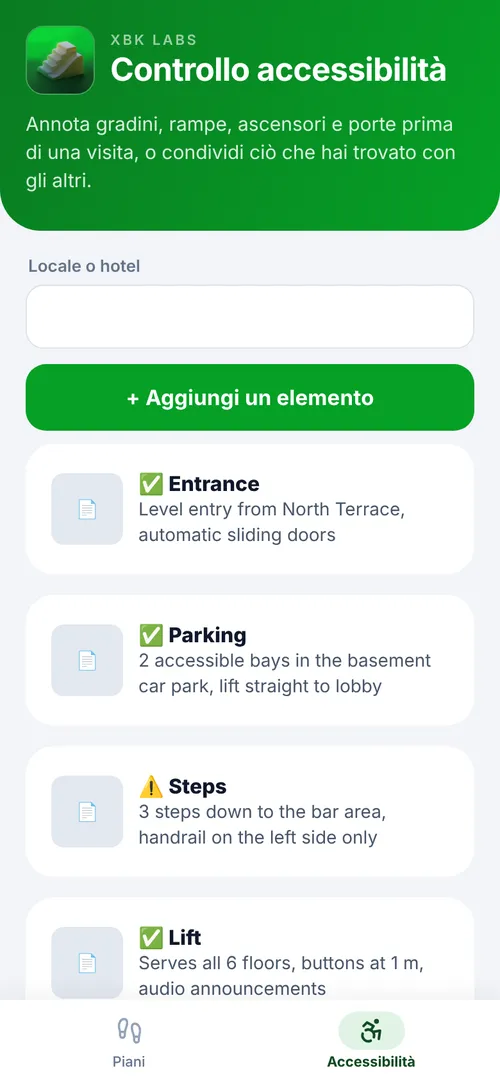 XBK LABS
Controllo accessibilità
Annota gradini, rampe, ascensori e porte prima
di una visita, o condividi ciò che hai trovato con
gli altri.
Locale o hotel
+ Aggiungi un elemento
✅ Entrance
Level entry from North Terrace,
automatic sliding doors
✅ Parking
2 accessible bays in the basement
car park, lift straight to lobby
⚠️ Steps
3 steps down to the bar area,
handrail on the left side only
✅ Lift
Serves all 6 floors, buttons at 1 m,
audio announcements
Piani
Accessibilità